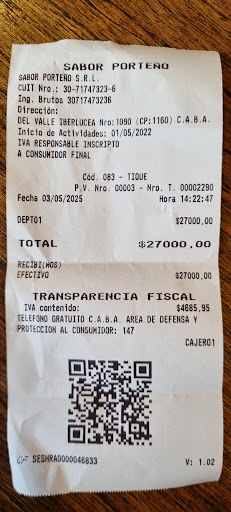 SABOR PORTEÑO
SABOR PORTEÑO S.R.L.
CUIT Nro.: 30-71747323-6
Ing. Brutos 30717473236
Dirección:
DEL VALLE IBERLUCEA Nro:1090 (CP:1160) C.A.B.A.
Inicio de Actividades: 01/05/2022
IVA RESPONSABLE INSCRIPTO
A CONSUMIDOR FINAL
Cód. 083 - TIQUE
P.V. Nro. 00003 - Nro. T. 00002290
Fecha 03/05/2025 Hora 14:22:47
DEPT01 $27000,00
TOTAL $27000,00
RECIBI(MOS)
EFECTIVO $27000,00
TRANSPARENCIA FISCAL
IVA contenido: $4685,95
TELEFONO GRATUITO C.A.B.A. AREA DE DEFENSA Y
PROTECCION AL CONSUMIDOR: 147
CAJERO1
CF SESHRA0000046833 V: 1.02